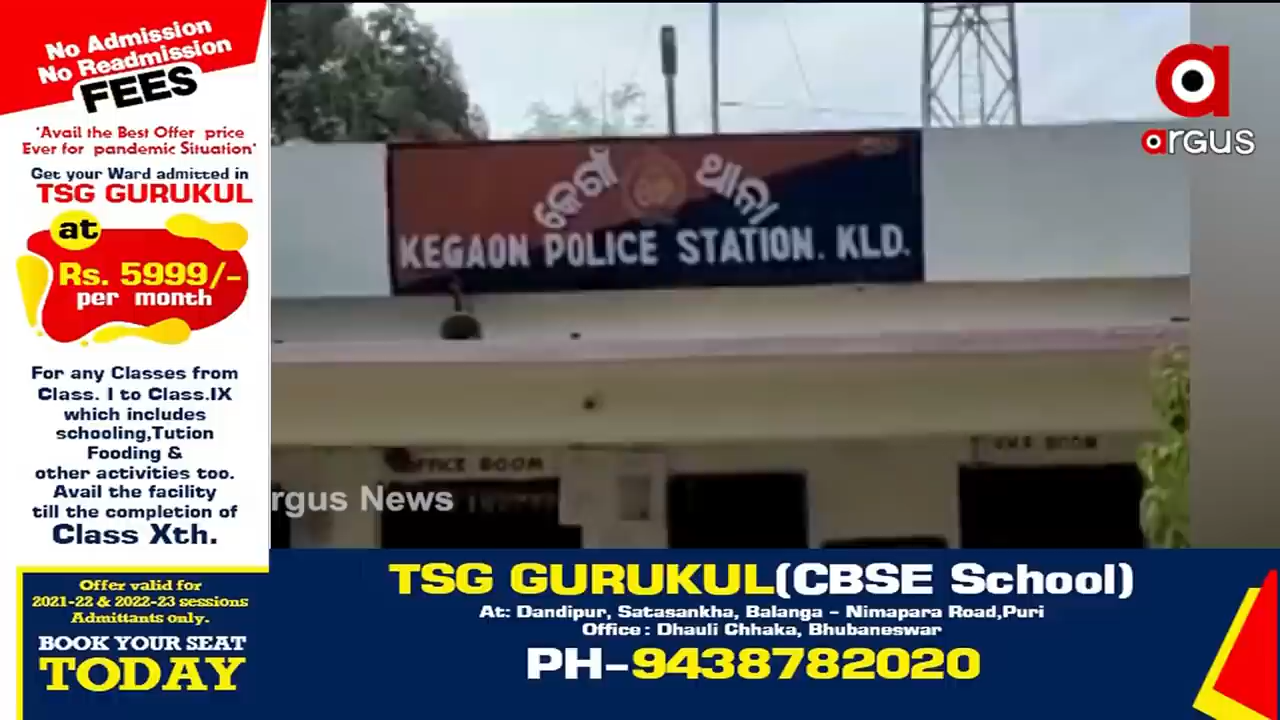 No Admission
No Readmission
FEES
'Avail the Best Offer price
Ever for pandemic Situation'
Get your Ward admitted in
TSG GURUKUL
at
Rs. 5999/-
per month
For any Classes from
Class. I to Class.IX
which includes
schooling,Tution
Fooding &
other activities too.
Avail the facility
till the completion of
Class Xth.
Offer valid for
2021-22 & 2022-23 sessions
Admittants only.
BOOK YOUR SEAT
TODAY
argus
କେଗାଁ ଥାନା
KEGAON POLICE STATION. KLD.
OFFICE ROOM
rgus News
TSG GURUKUL(CBSE School)
At: Dandipur, Satasankha, Balanga - Nimapara Road,Puri
Office : Dhauli Chhaka, Bhubaneswar
PH-9438782020